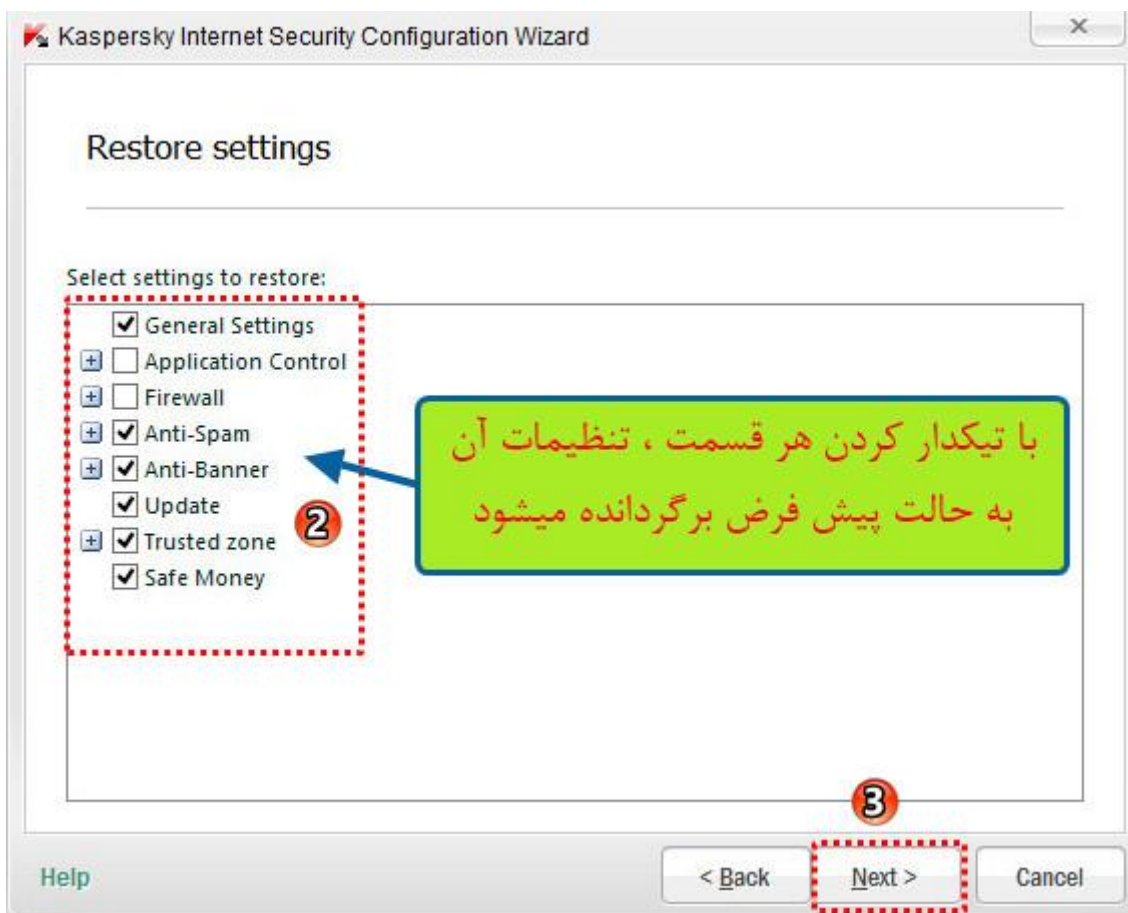 Kaspersky Internet Security Configuration Wizard
Restore settings
Select settings to restore:
General Settings
Application Control
Firewall
Anti-Spam
Anti-Banner
Update
Trusted zone
Safe Money
2
با تیکدار کردن هر قسمت ، تنظیمات آن
به حالت پیش فرض برگردانده میشود
3
Help
< Back
Next >
Cancel